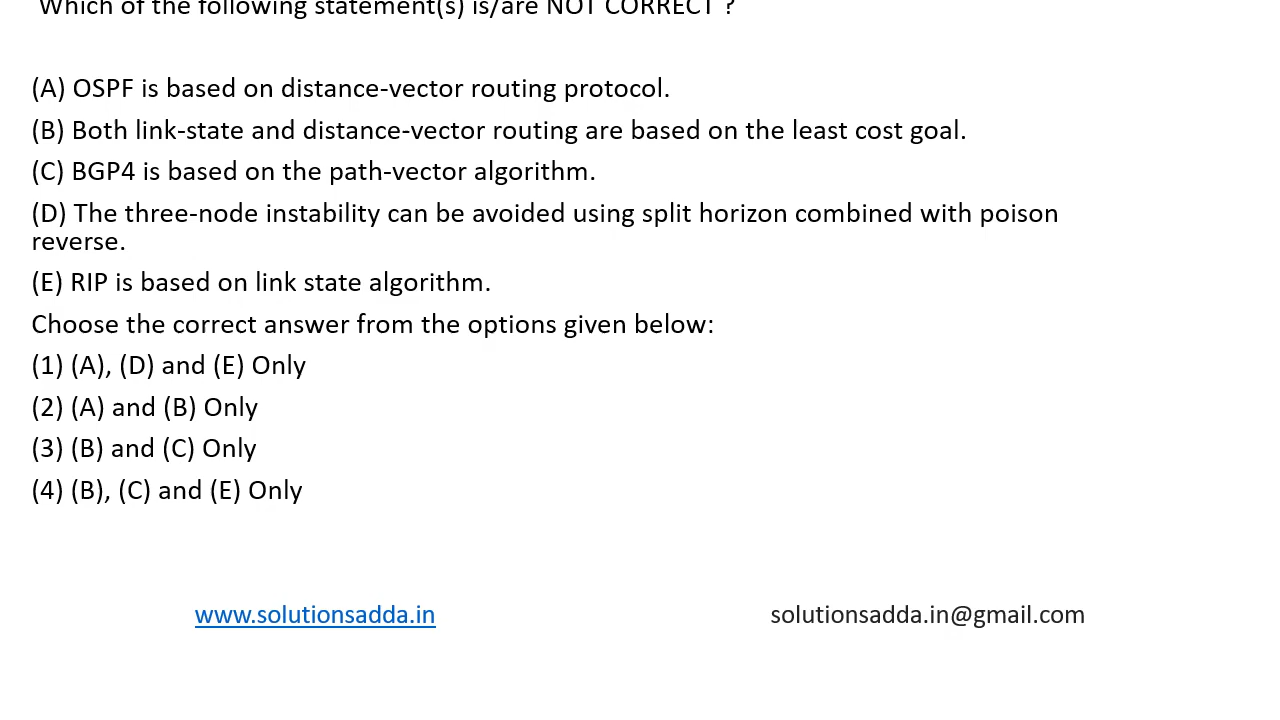 Which of the following statement(s) is/are NOT CORRECT ?
(A) OSPF is based on distance-vector routing protocol.
(B) Both link-state and distance-vector routing are based on the least cost goal.
(C) BGP4 is based on the path-vector algorithm.
(D) The three-node instability can be avoided using split horizon combined with poison
reverse.
(E) RIP is based on link state algorithm.
Choose the correct answer from the options given below:
(1) (A), (D) and (E) Only
(2) (A) and (B) Only
(3) (B) and (C) Only
(4) (B), (C) and (E) Only
www.solutionsadda.in solutionsadda.in@gmail.com